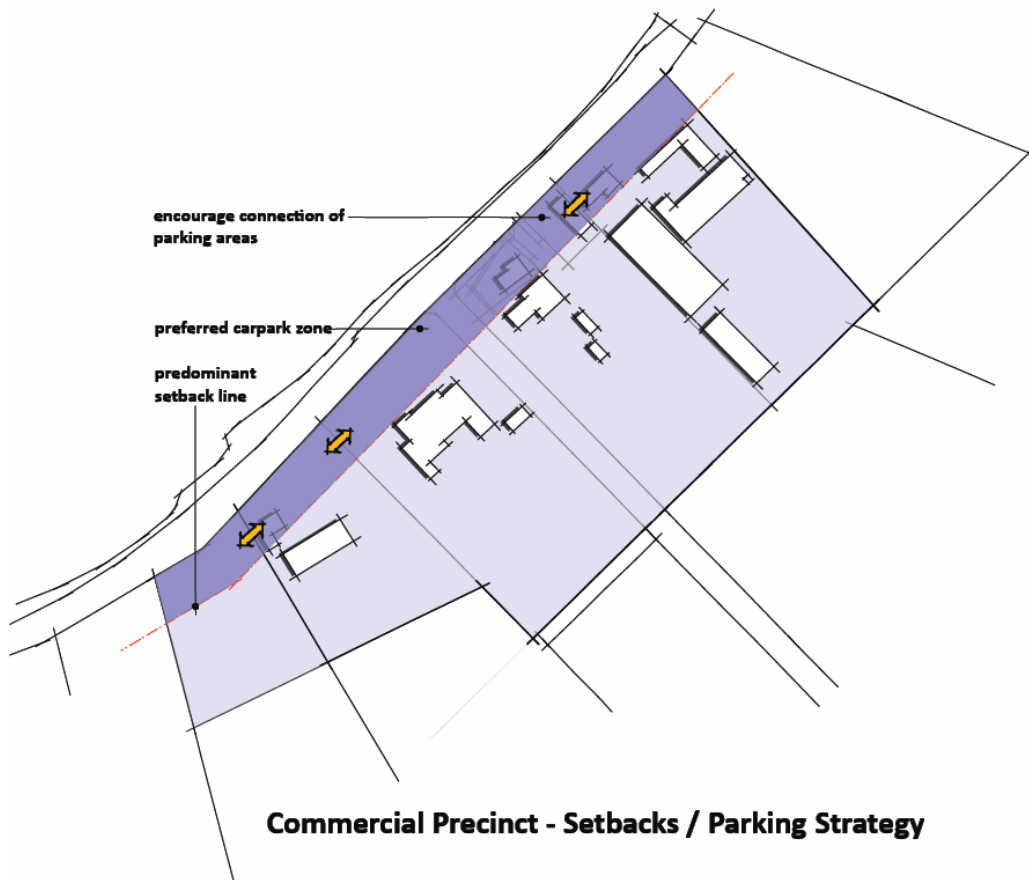 encourage connection of
parking areas
preferred carpark zone
predominant
setback line
Commercial Precinct - Setbacks / Parking Strategy